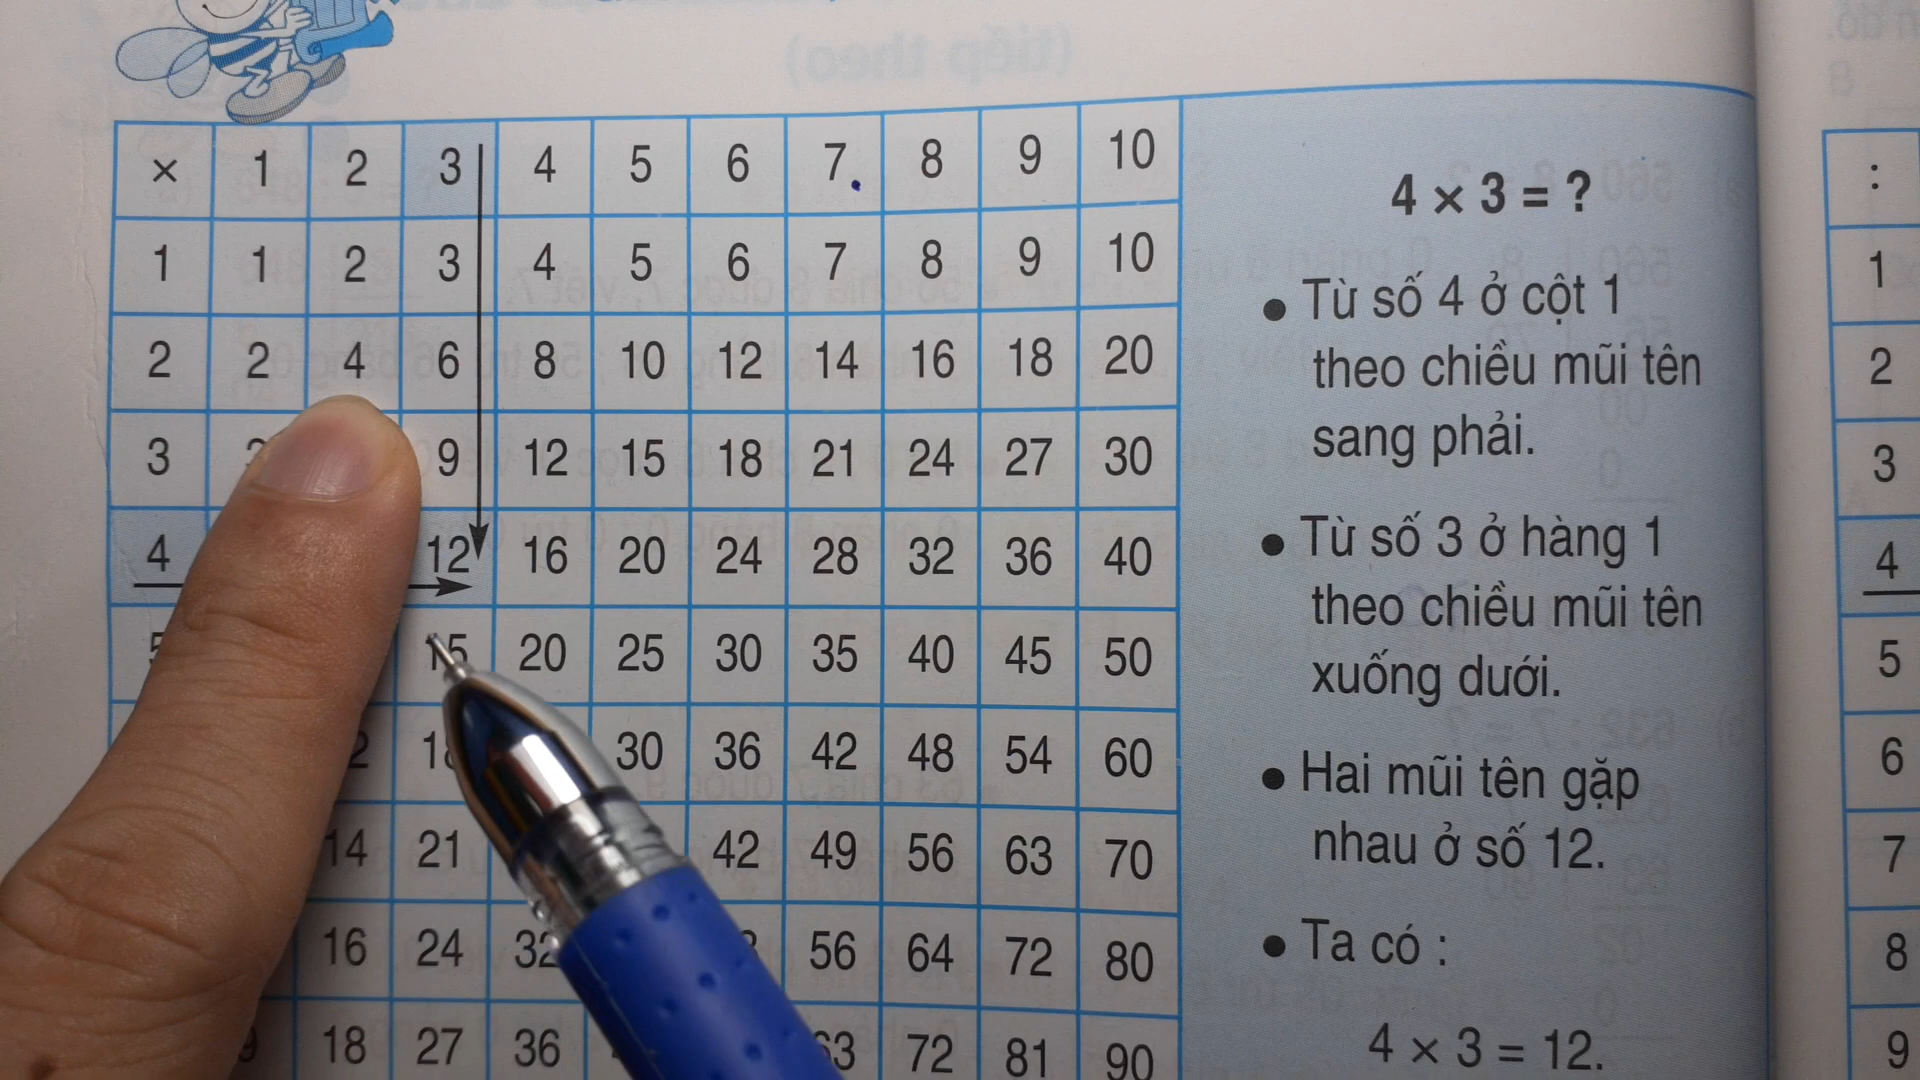 × 1 2 3 4 5 6 7 8 9 10
1 1 2 3 4 5 6 7 8 9 10
2 2 4 6 8 10 12 14 16 18 20
3 9 12 15 18 21 24 27 30
4 12 16 20 24 28 32 36 40
15 20 25 30 35 40 45 50
30 36 42 48 54 60
14 21 42 49 56 63 70
16 24 32 56 64 72 80
18 27 36 72 81 90
4 × 3 = ?
• Từ số 4 ở cột 1
theo chiều mũi tên
sang phải.
• Từ số 3 ở hàng 1
theo chiều mũi tên
xuống dưới.
• Hai mũi tên gặp
nhau ở số 12.
• Ta có :
4 × 3 = 12.
:
1
2
3
4
5
6
7
8
9